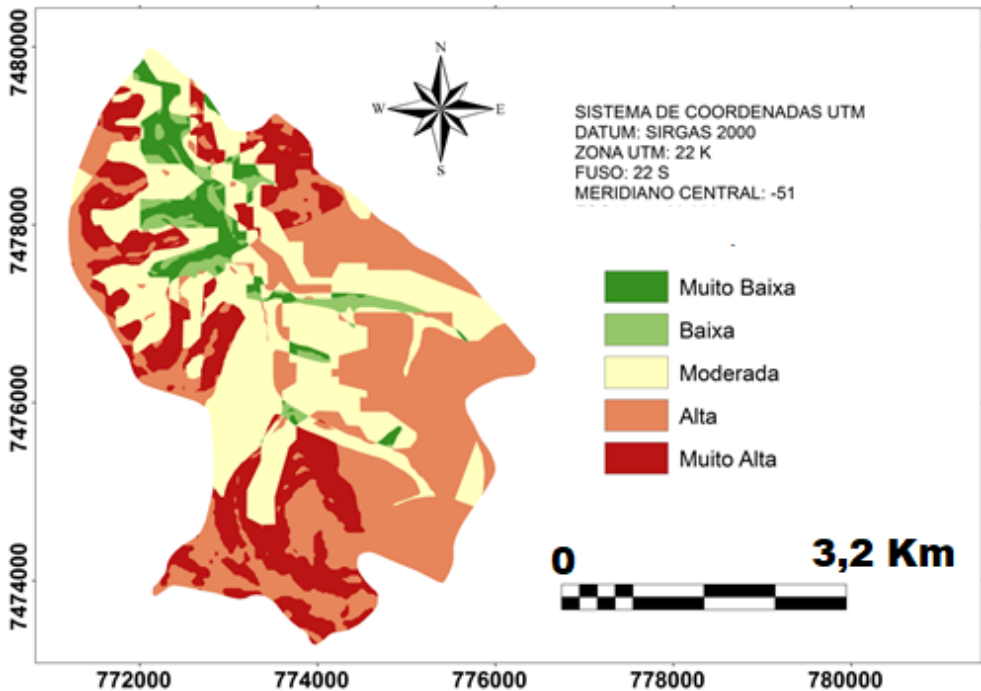 N
W
E
S
SISTEMA DE COORDENADAS UTM
DATUM: SIRGAS 2000
ZONA UTM: 22 K
FUSO: 22 S
MERIDIANO CENTRAL: -51
Muito Baixa
Baixa
Moderada
Alta
Muito Alta
0
3,2 Km
7480000
7478000
7476000
7474000
772000
774000
776000
778000
780000